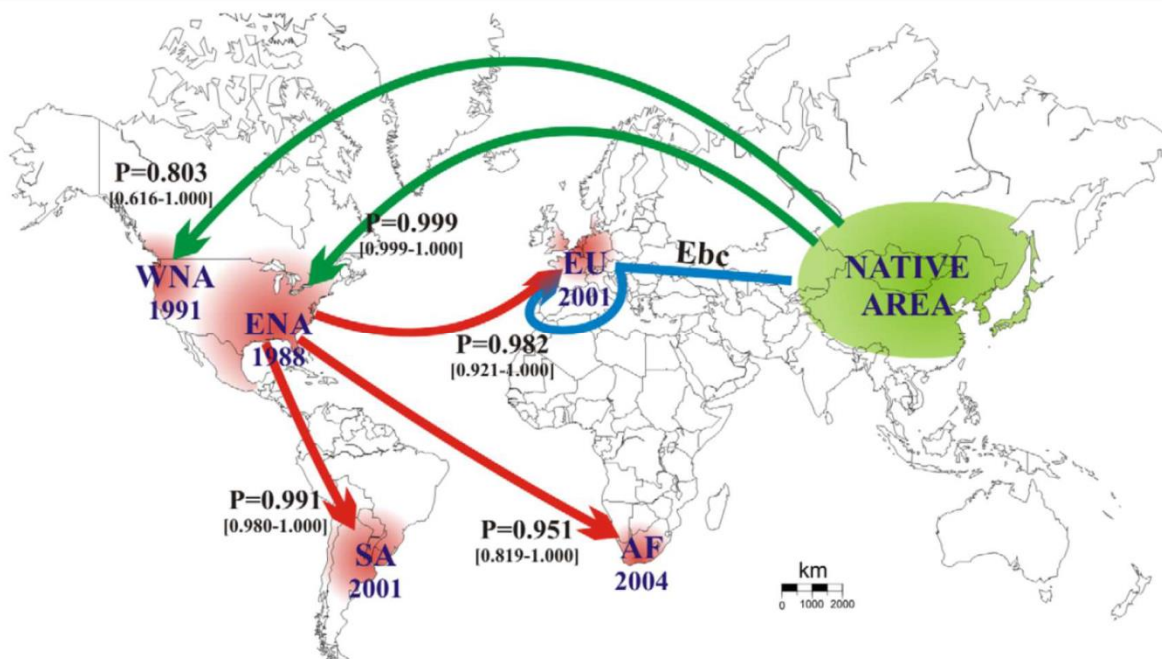 P=0.803
[0.616-1.000]
P=0.999
[0.999-1.000]
WNA
1991
EU
2001
Ebc
NATIVE
AREA
ENA
1988
P=0.982
[0.921-1.000]
P=0.991
[0.980-1.000]
P=0.951
[0.819-1.000]
SA
2001
AF
2004
km
0 1000 2000